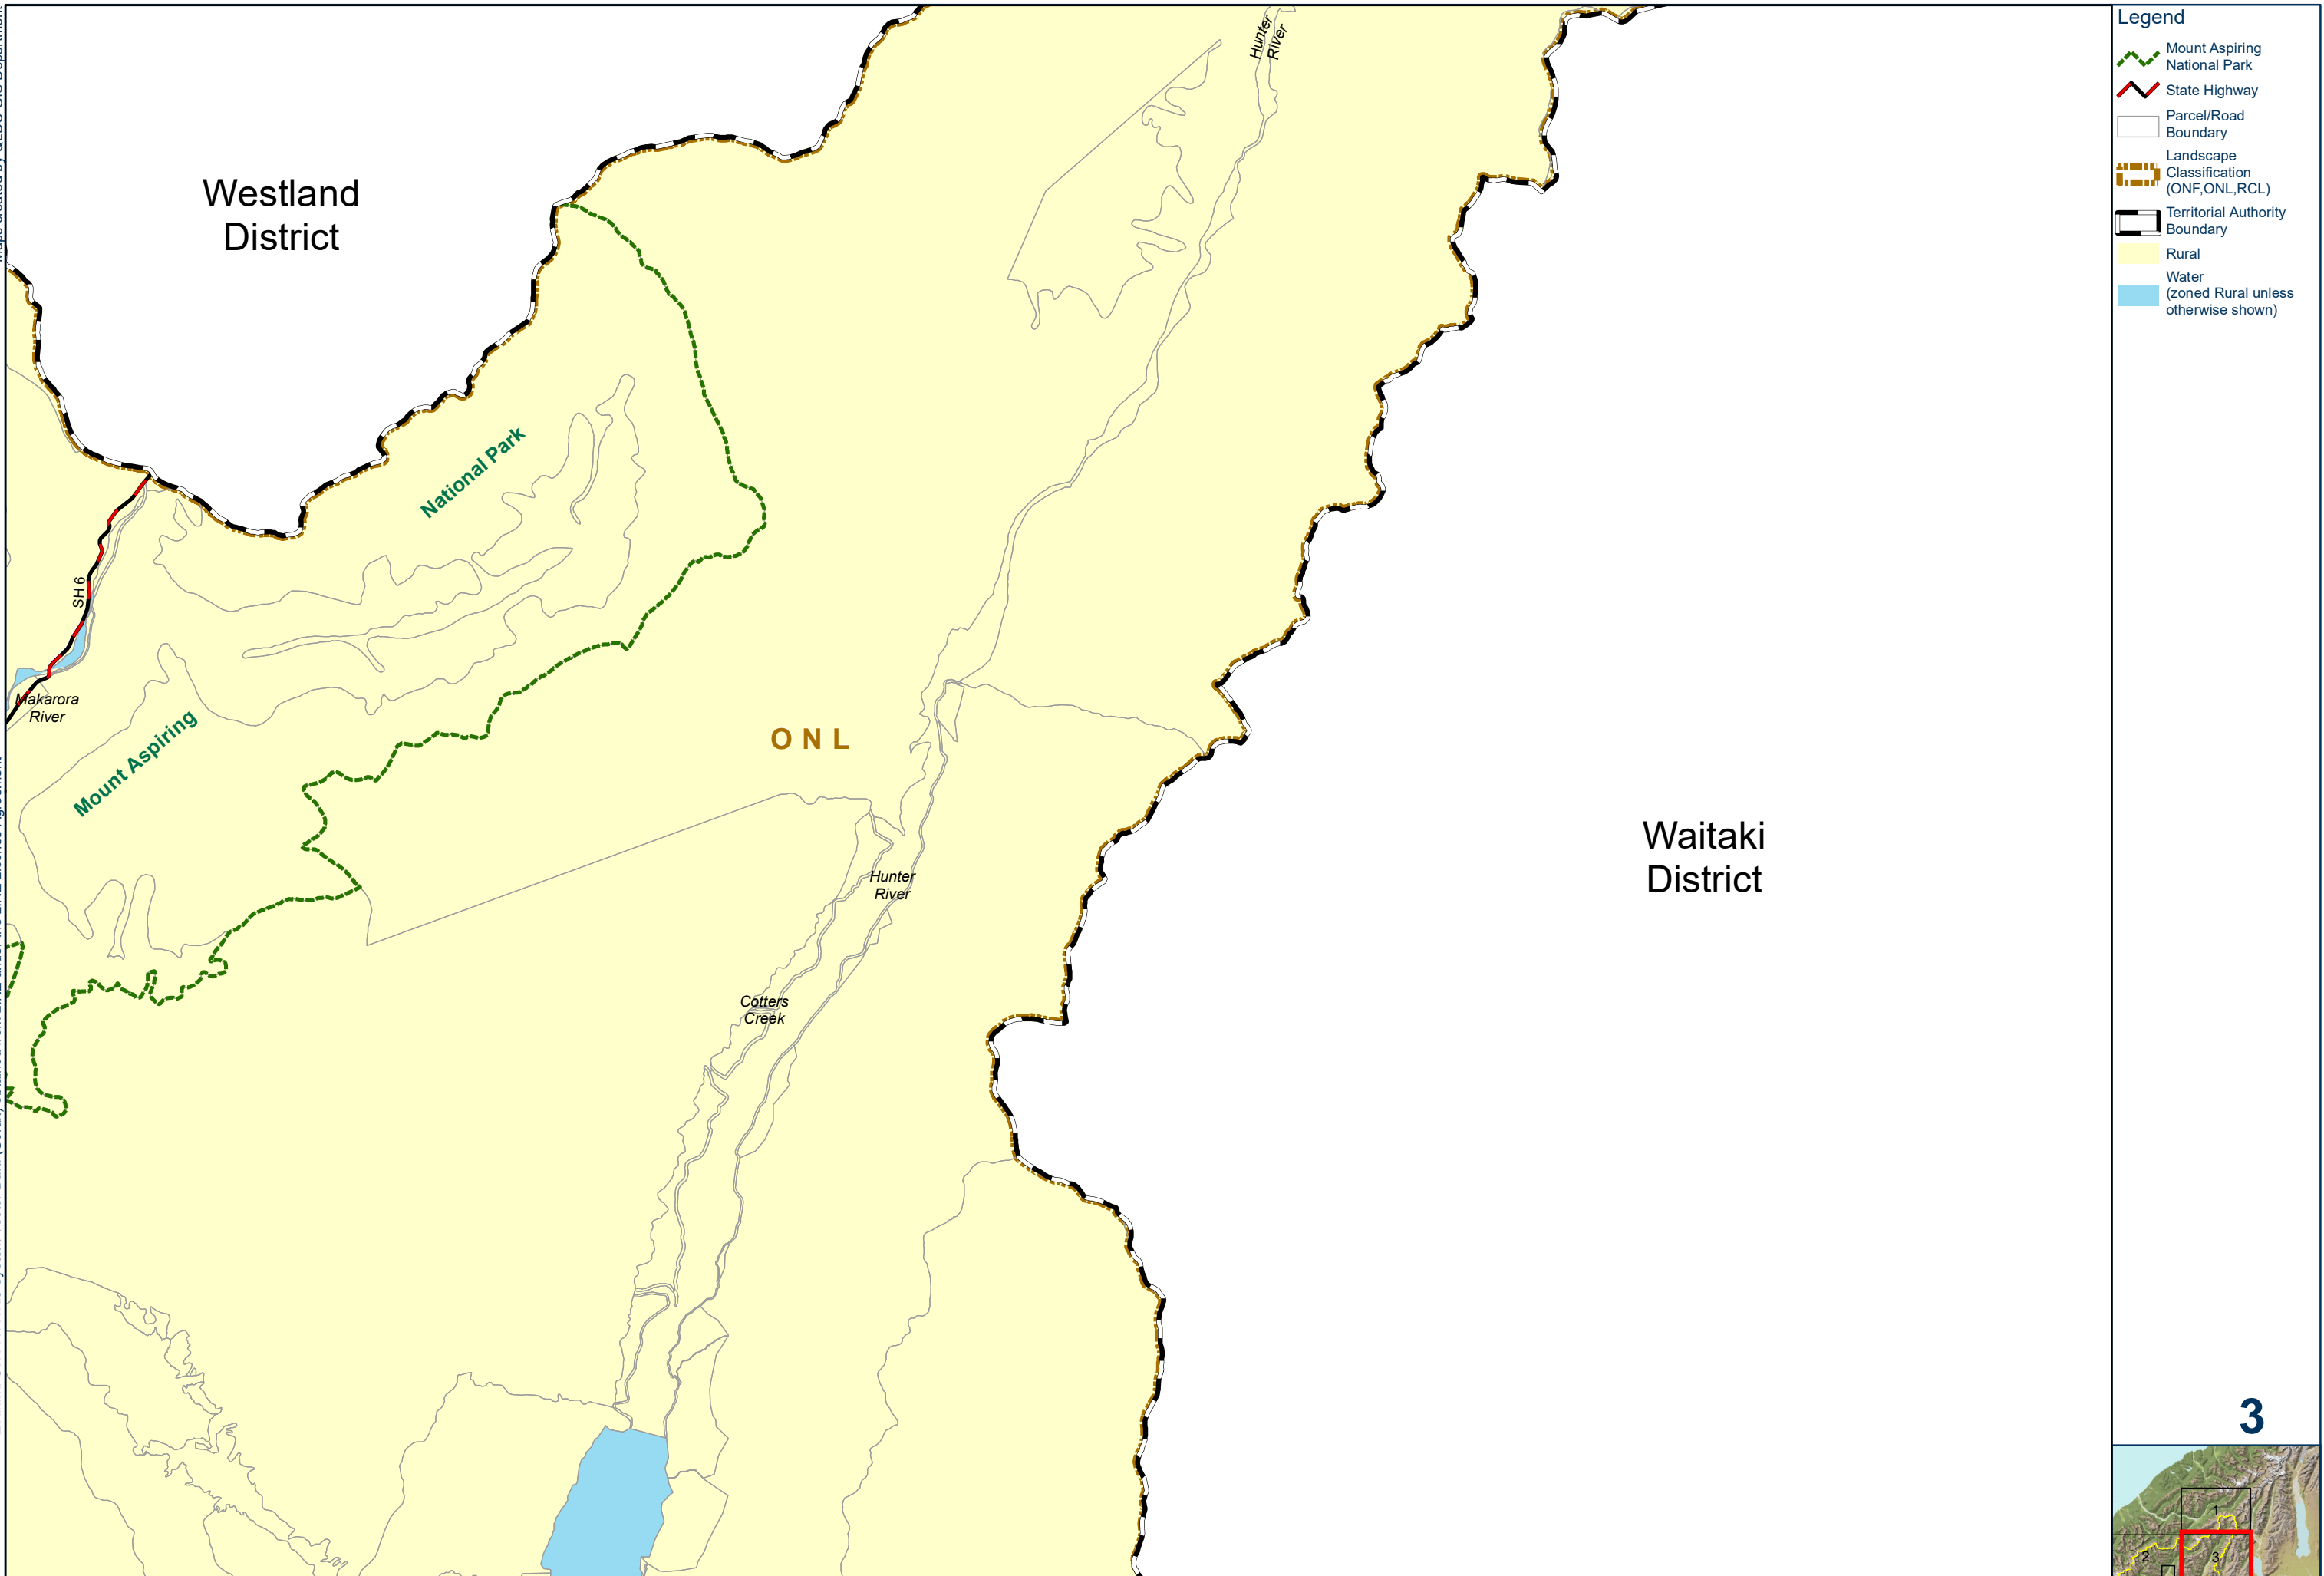 Westland
District
Hunter
River
National Park
SH 6
Makarora
River
Mount Aspiring
O N L
Hunter
River
Waitaki
District
Cotters
Creek
Legend
Mount Aspiring
National Park
State Highway
Parcel/Road
Boundary
Landscape
Classification
(ONF,ONL,RCL)
Territorial Authority
Boundary
Rural
Water
(zoned Rural unless
otherwise shown)
3
1
2
3